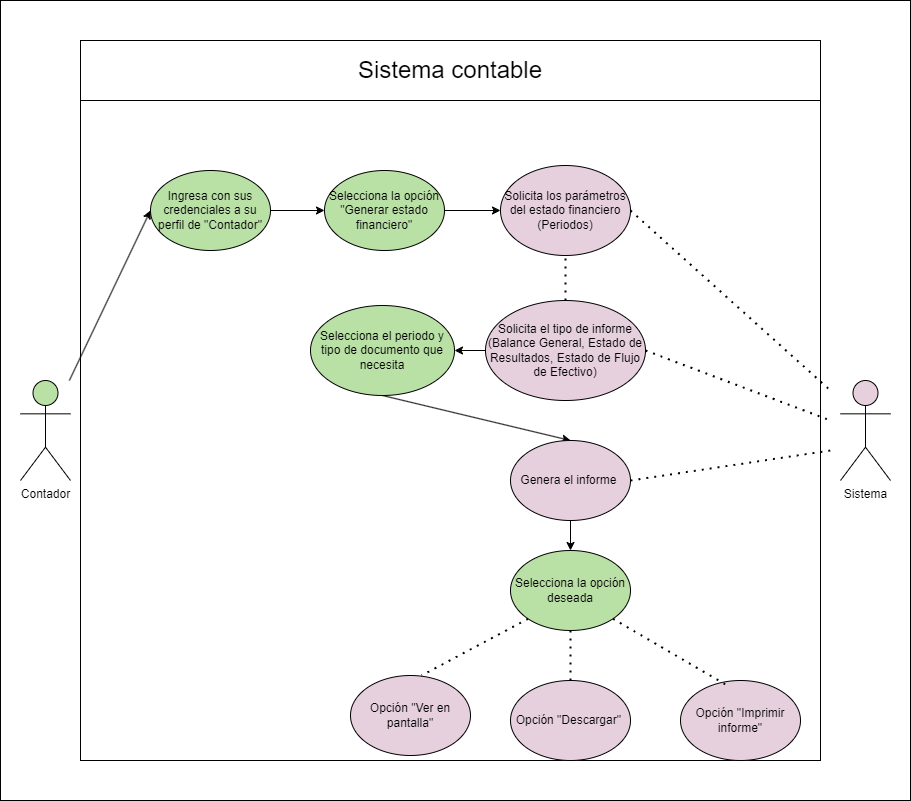 Sistema contable
Ingresa con sus
credenciales a su
perfil de "Contador"
Selecciona la opción
"Generar estado
financiero"
Solicita los parámetros
del estado financiero
(Periodos)
Selecciona el periodo y
tipo de documento que
necesita
Solicita el tipo de informe
(Balance General, Estado de
Resultados, Estado de Flujo
de Efectivo)
Contador
Genera el informe
Sistema
Selecciona la opción
deseada
Opción "Ver en
pantalla"
Opción "Descargar"
Opción "Imprimir
informe"